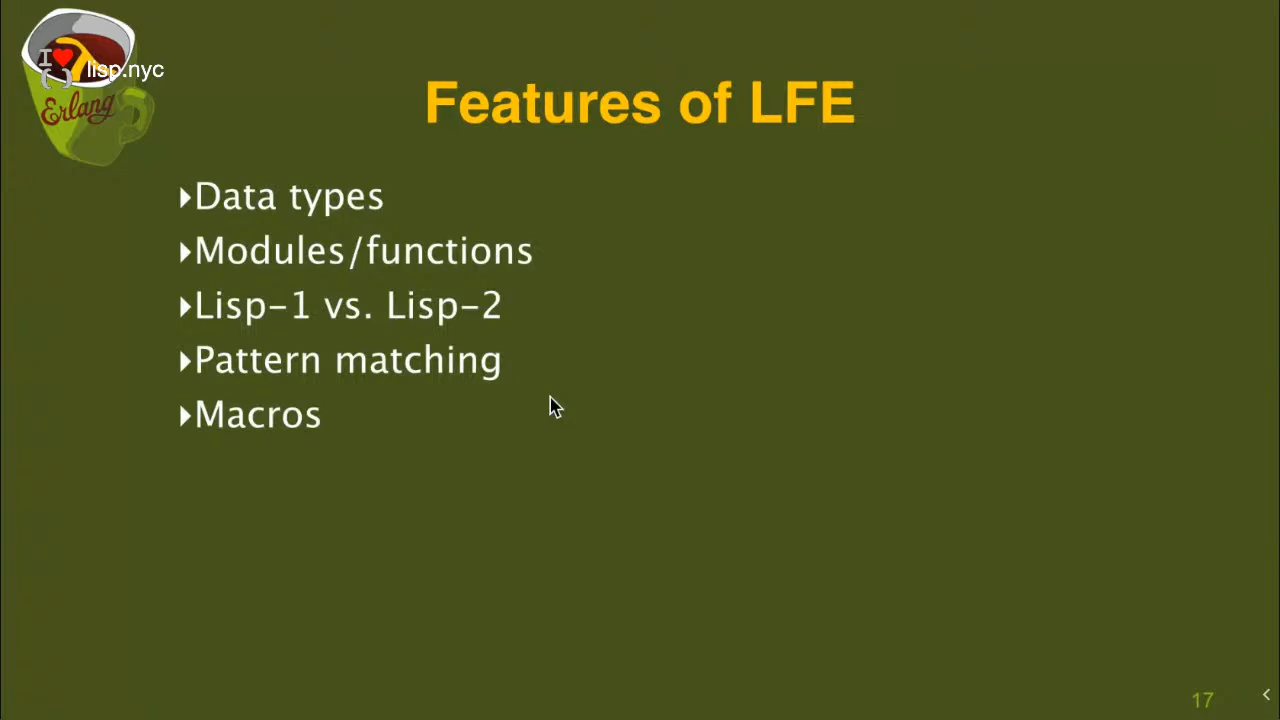 I ❤ lisp.nyc
( )
Erlang
Features of LFE
▸Data types
▸Modules/functions
▸Lisp-1 vs. Lisp-2
▸Pattern matching
▸Macros
17